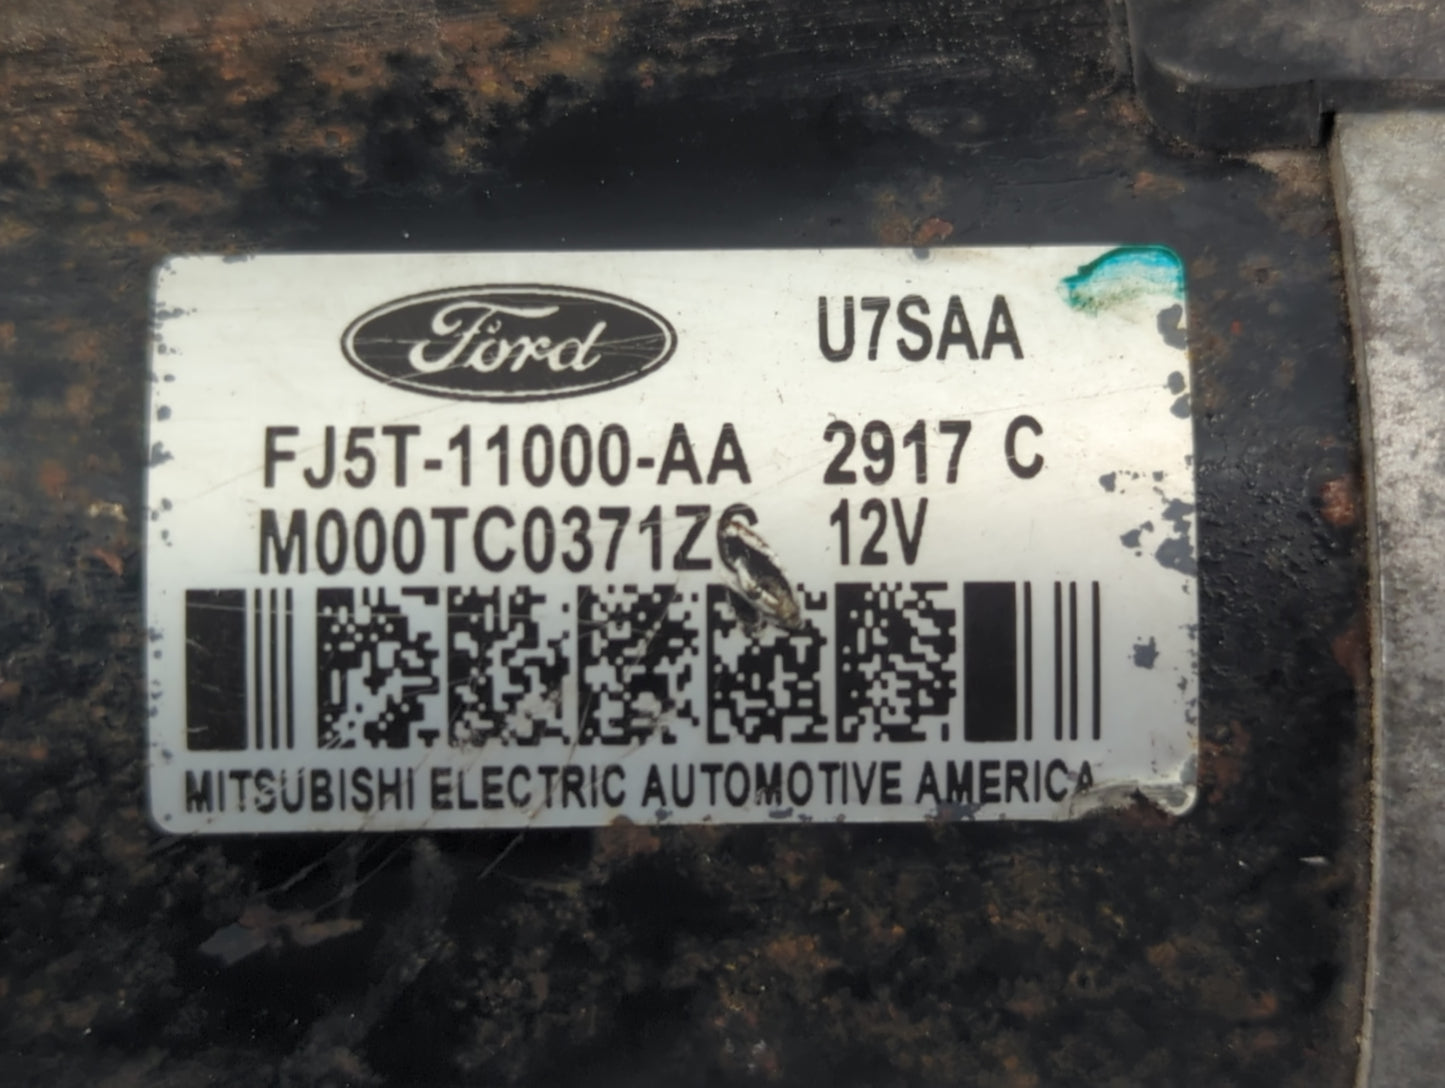 Ford U7SAA
FJ5T-11000-AA 2917 C
12V
MITSUBISHI ELECTRIC AUTOMOTIVE AMERICA